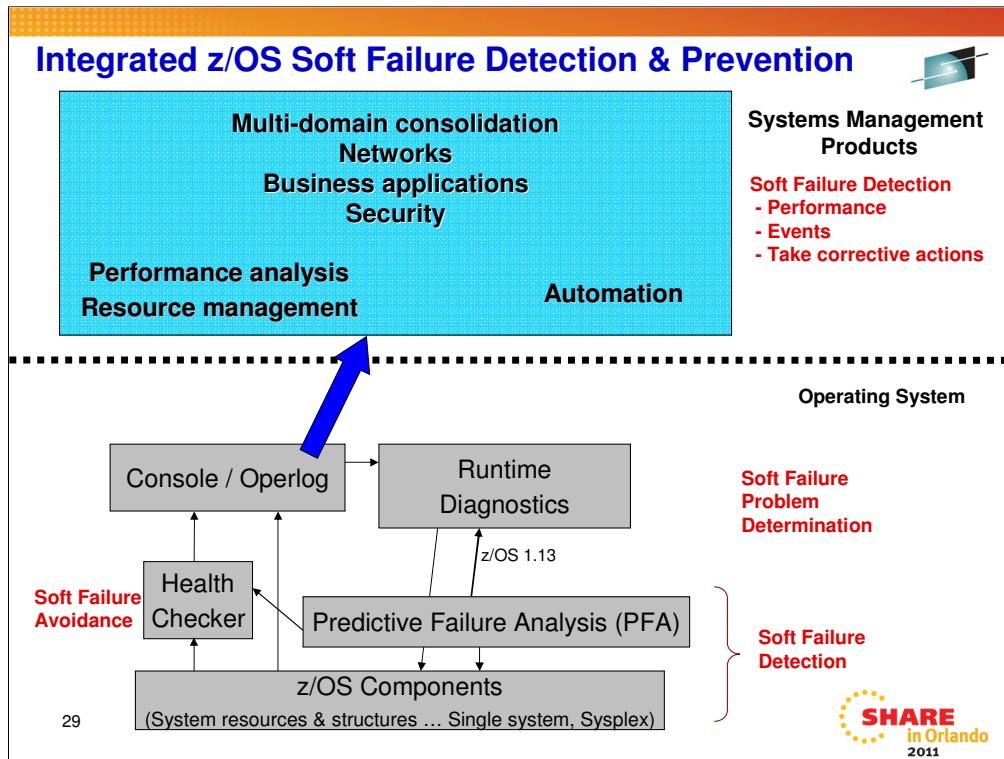 Integrated z/OS Soft Failure Detection & Prevention
Multi-domain consolidation
Networks
Business applications
Security
Performance analysis
Resource management
Automation
Systems Management
Products
Soft Failure Detection
- Performance
- Events
- Take corrective actions
Operating System
Console / Operlog
Runtime
Diagnostics
Soft Failure
Problem
Determination
z/OS 1.13
Soft Failure
Avoidance
Health
Checker
Predictive Failure Analysis (PFA)
Soft Failure
Detection
z/OS Components
(System resources & structures … Single system, Sysplex)
29
SHARE
in Orlando
2011